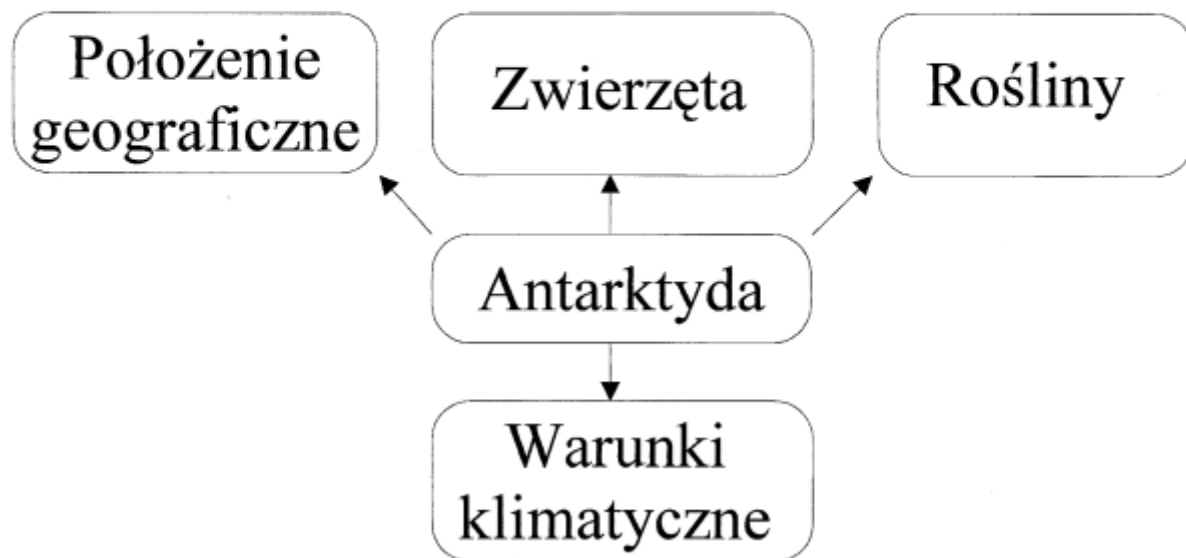 Położenie
geograficzne
Zwierzęta
Rośliny
Antarktyda
Warunki
klimatyczne